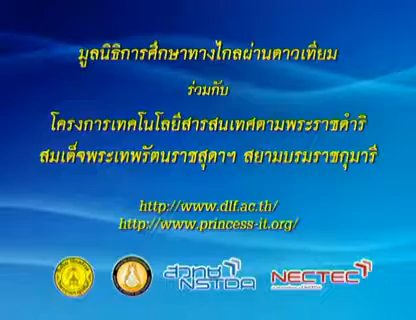 มูลนิธิการศึกษาทางไกลผ่านดาวเทียม
ร่วมกับ
โครงการเทคโนโลยีสารสนเทศตามพระราชดำริ
สมเด็จพระเทพรัตนราชสุดาฯ สยามบรมราชกุมารี
http://www.dlf.ac.th/
http://www.princess-it.org/
สวทช
NSTDA
NECTEC